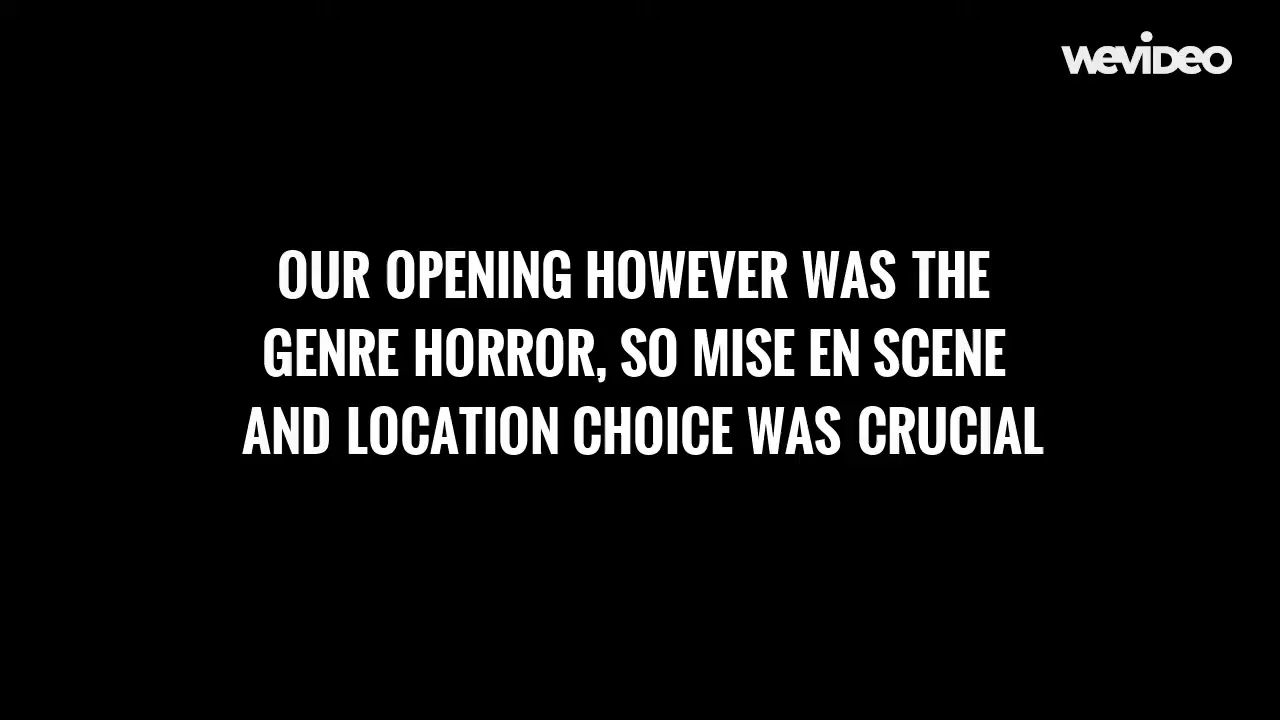 WEVIDEO
OUR OPENING HOWEVER WAS THE
GENRE HORROR, SO MISE EN SCENE
AND LOCATION CHOICE WAS CRUCIAL